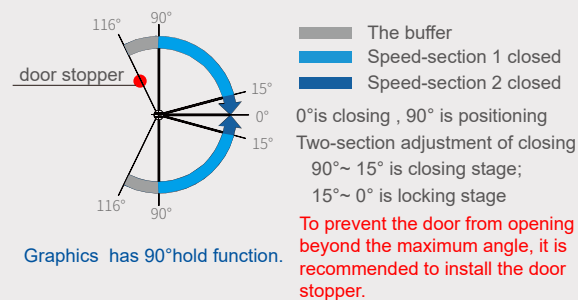 90°
116°
door stopper
15°
0°
15°
116°
90°
Graphics has 90°hold function.
The buffer
Speed-section 1 closed
Speed-section 2 closed
0°is closing , 90° is positioning
Two-section adjustment of closing
90°~ 15° is closing stage;
15°~ 0° is locking stage
To prevent the door from opening
beyond the maximum angle, it is
recommended to install the door
stopper.